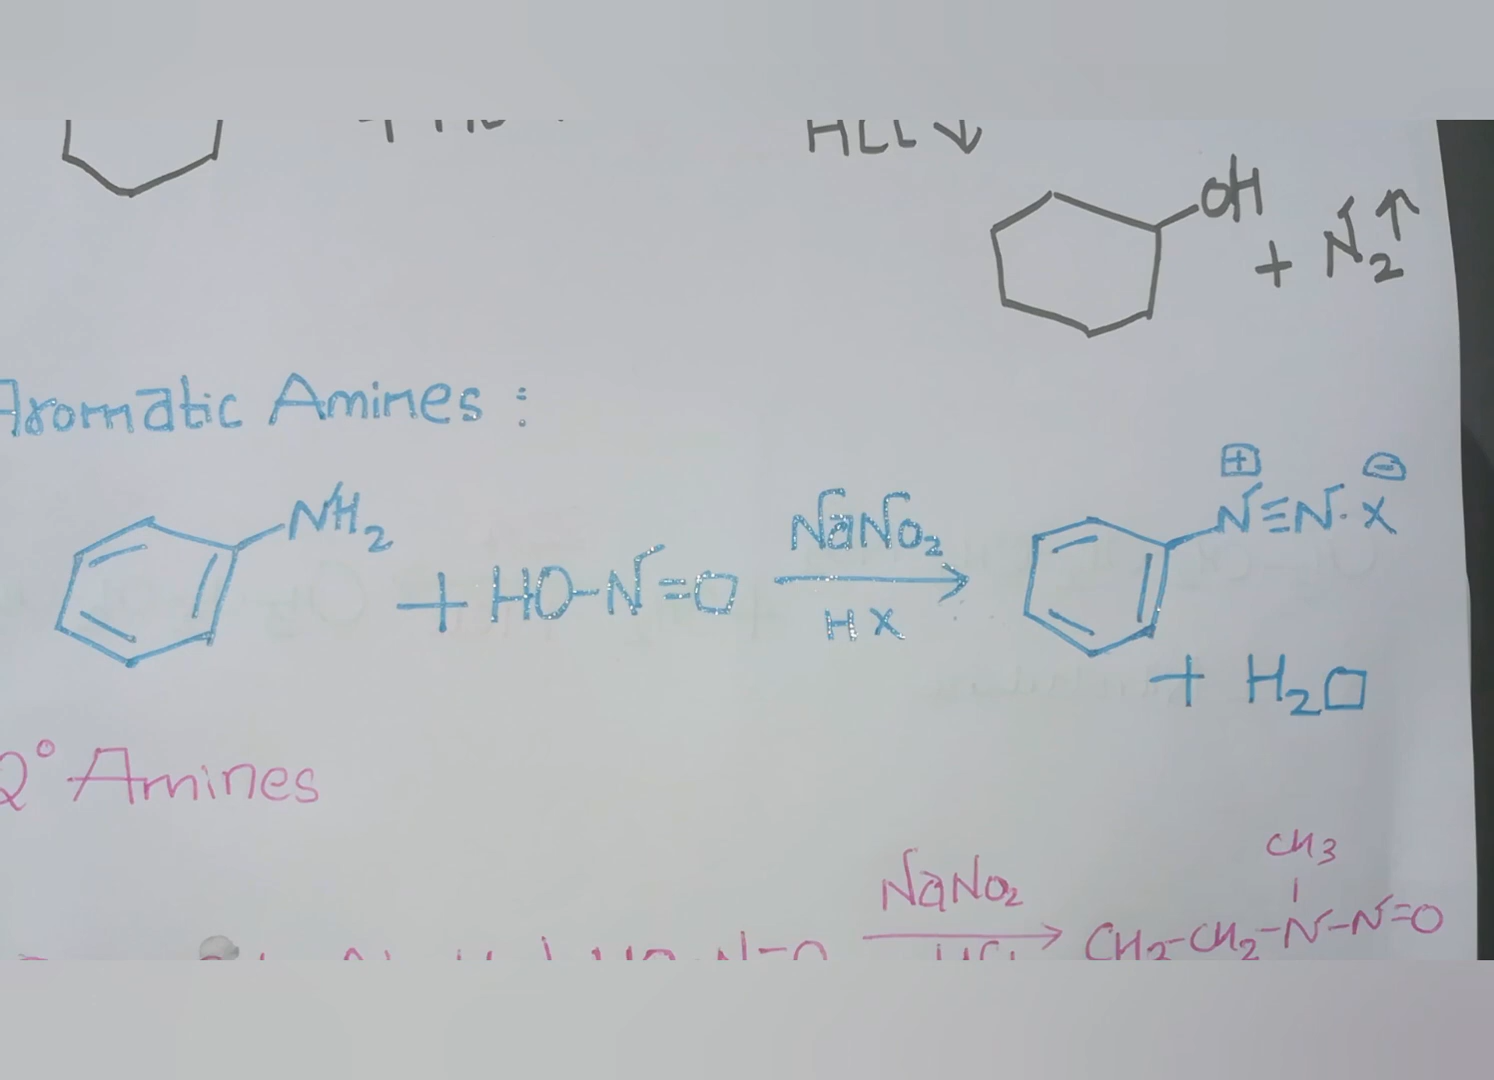 HCl ↓
OH
+ N2↑
Aromatic Amines :
NH2 + HO-N=O NaNO2 HX N≡N·X ⊕ ⊖
+ H2O
2° Amines
NaNO2
CH3
CH3-CH2-N-N=O